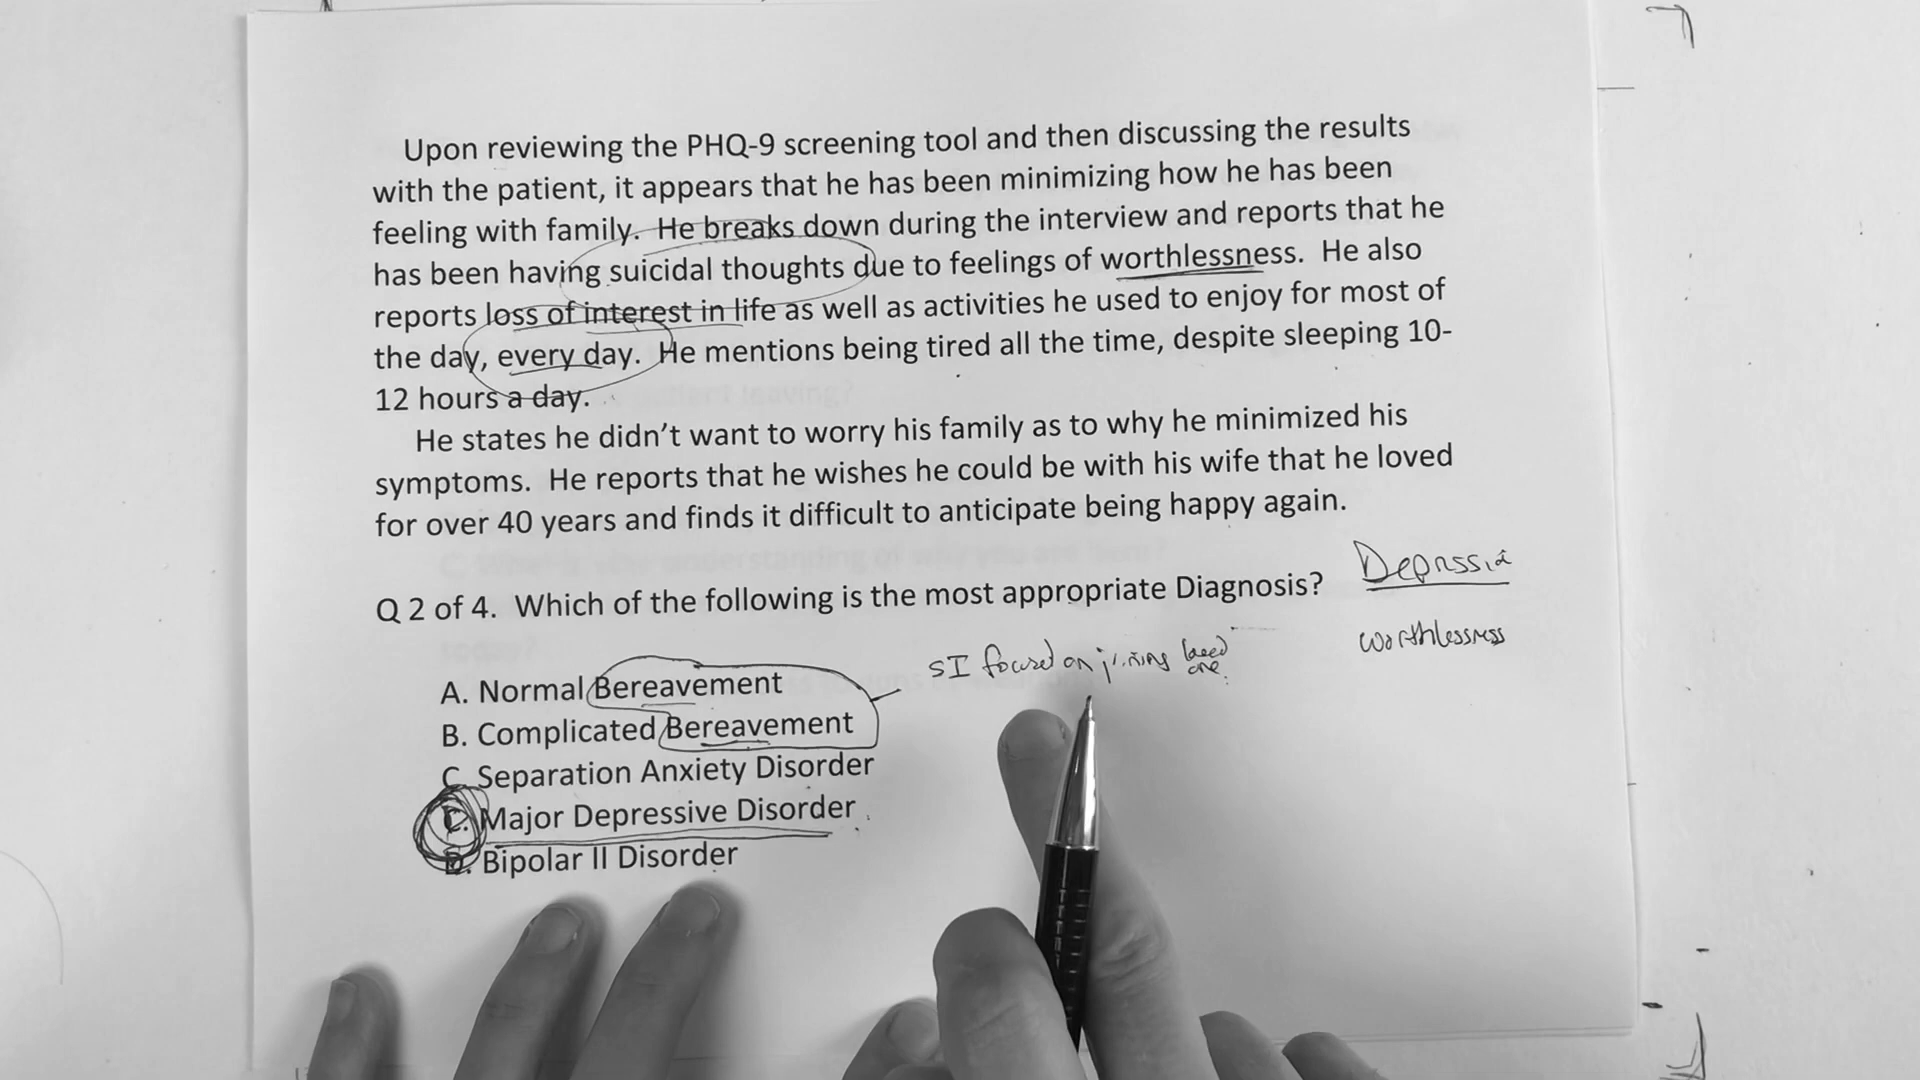 Upon reviewing the PHQ-9 screening tool and then discussing the results
with the patient, it appears that he has been minimizing how he has been
feeling with family. He breaks down during the interview and reports that he
has been having suicidal thoughts due to feelings of worthlessness. He also
reports loss of interest in life as well as activities he used to enjoy for most of
the day, every day. He mentions being tired all the time, despite sleeping 10-
12 hours a day.
He states he didn't want to worry his family as to why he minimized his
symptoms. He reports that he wishes he could be with his wife that he loved
for over 40 years and finds it difficult to anticipate being happy again.
Q 2 of 4. Which of the following is the most appropriate Diagnosis?
A. Normal Bereavement
B. Complicated Bereavement
C. Separation Anxiety Disorder
C. Major Depressive Disorder
D. Bipolar II Disorder
SI focused on joining
one
worthlessness